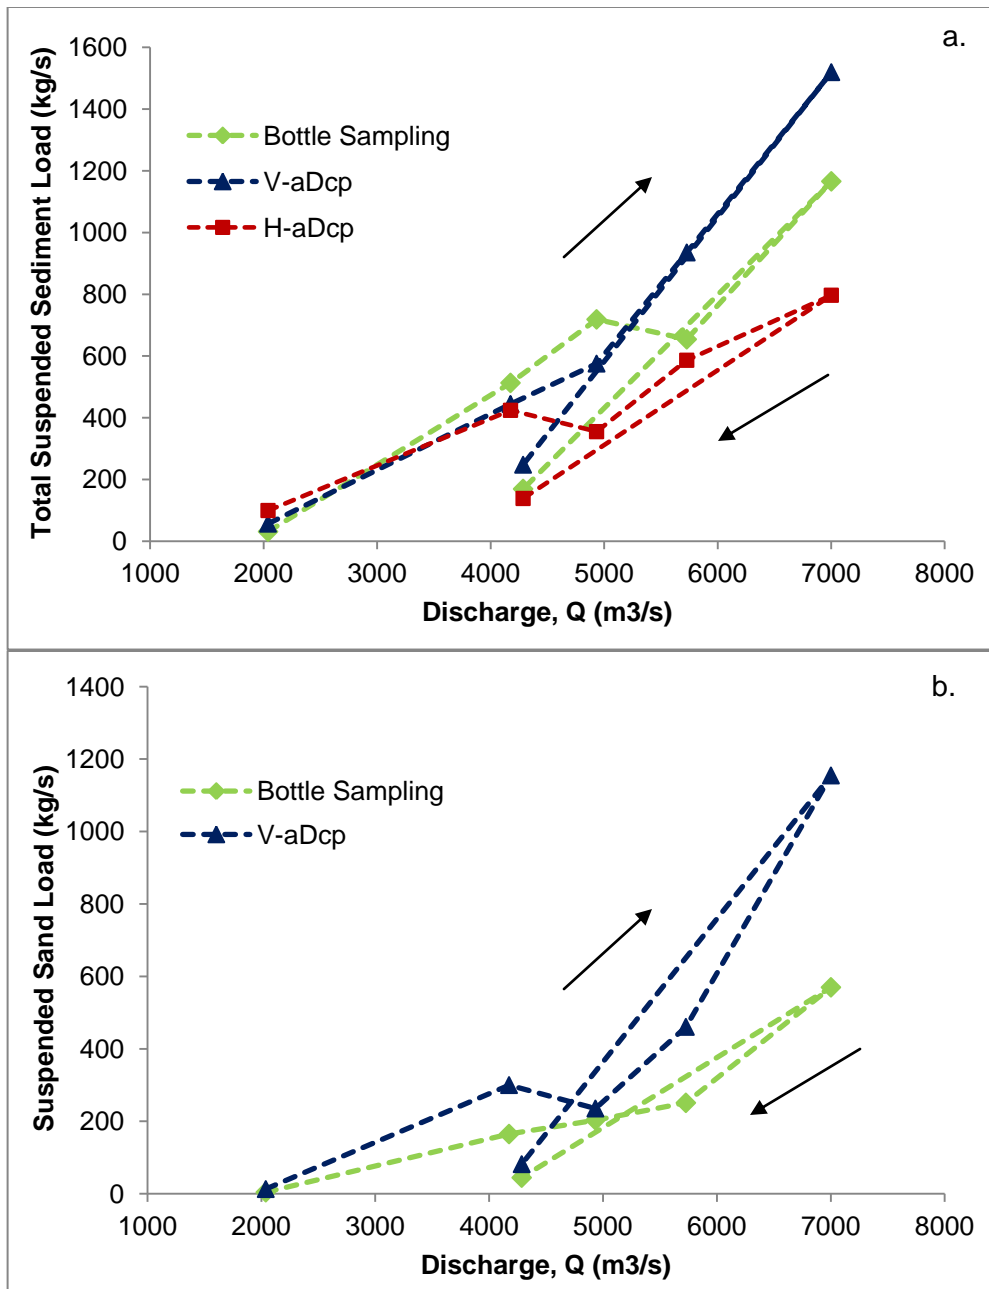 a.
Total Suspended Sediment Load (kg/s)
1600
1400
1200
1000
800
600
400
200
0
Bottle Sampling
V-aDcp
H-aDcp
1000 2000 3000 4000 5000 6000 7000 8000
Discharge, Q (m3/s)
b.
Suspended Sand Load (kg/s)
1400
1200
1000
800
600
400
200
0
Bottle Sampling
V-aDcp
1000 2000 3000 4000 5000 6000 7000 8000
Discharge, Q (m3/s)